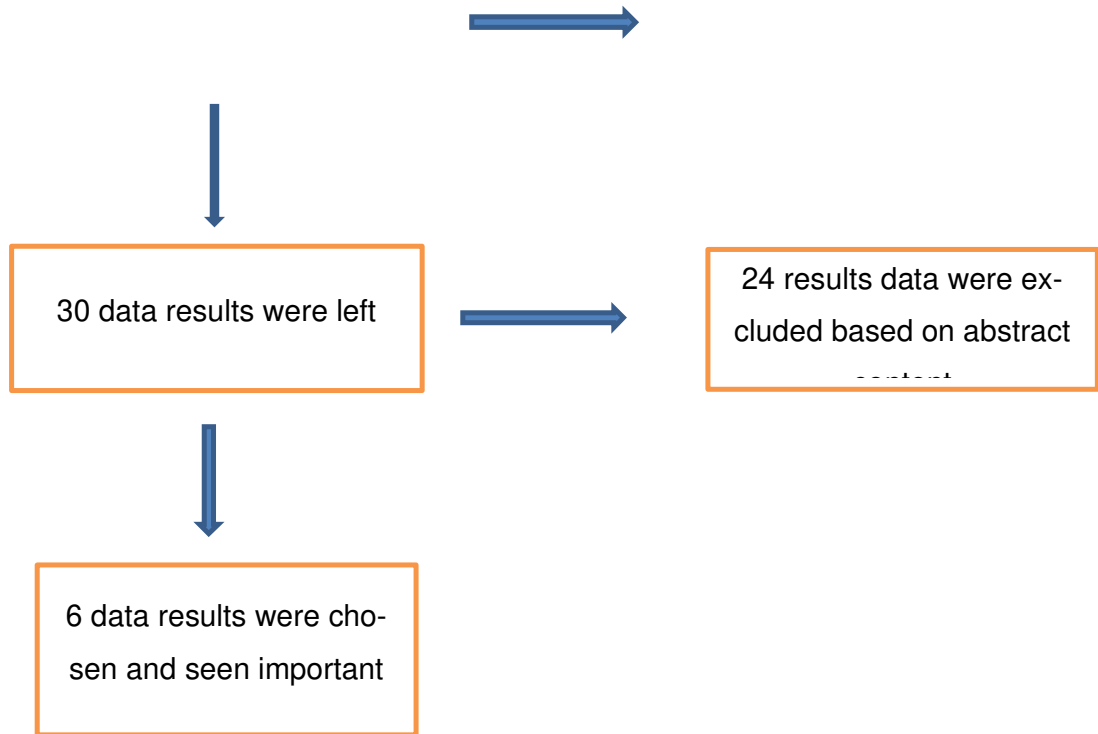 30 data results were left
24 results data were ex-
cluded based on abstract
6 data results were cho-
sen and seen important